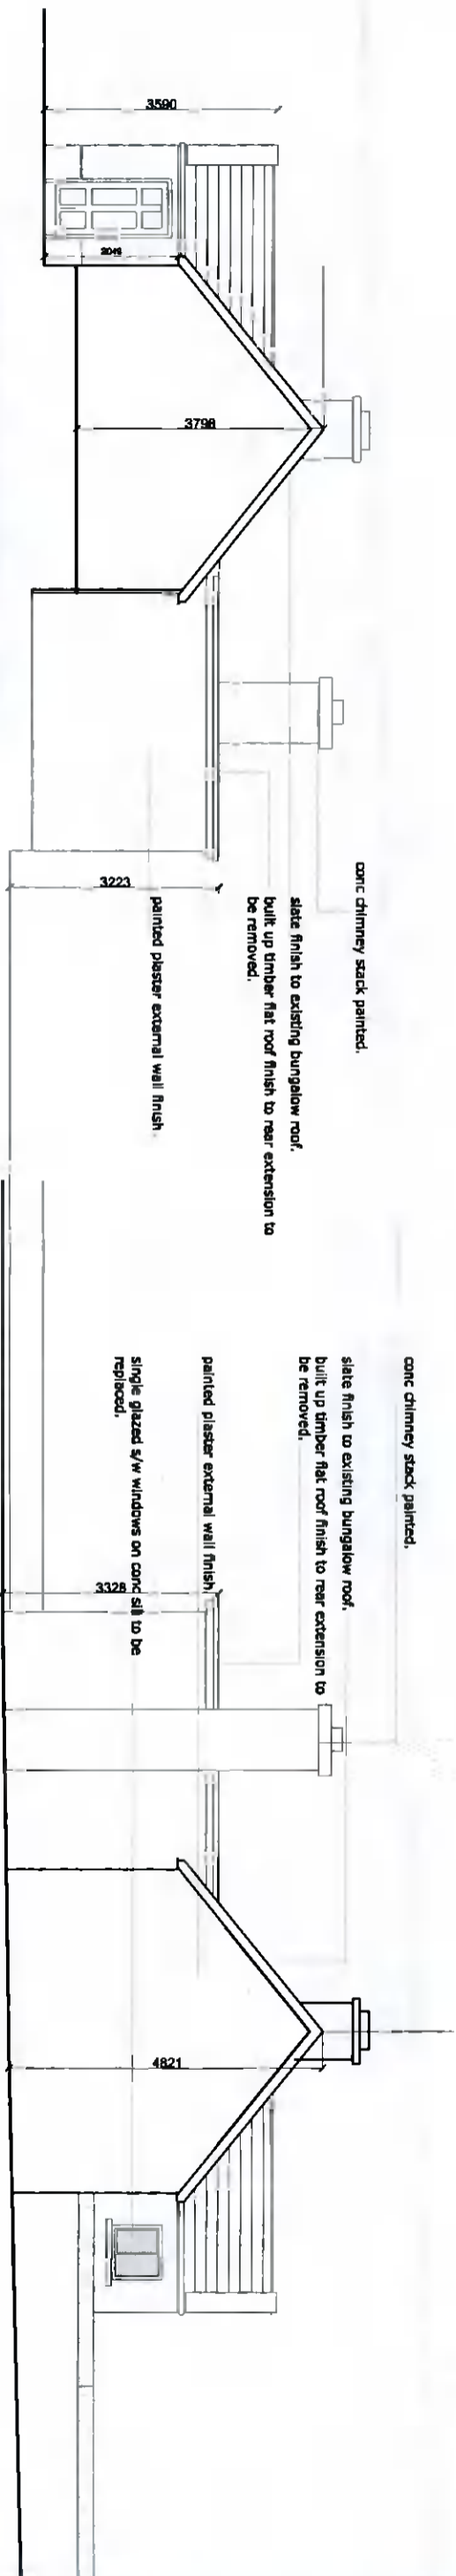 3590
2048
3798
3223
conc chimney stack painted.
slate finish to existing bungalow roof.
built up timber flat roof finish to rear extension to
be removed.
painted plaster external wall finish.
conc chimney stack painted.
slate finish to existing bungalow roof.
built up timber flat roof finish to rear extension to
be removed.
painted plaster external wall finish.
single glazed s/w windows on conc sill to be
replaced.
3328
4821